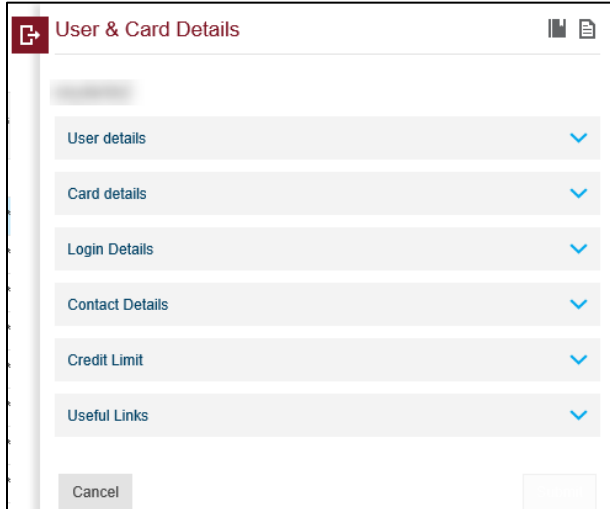 User & Card Details
User details
Card details
Login Details
Contact Details
Credit Limit
Useful Links
Cancel